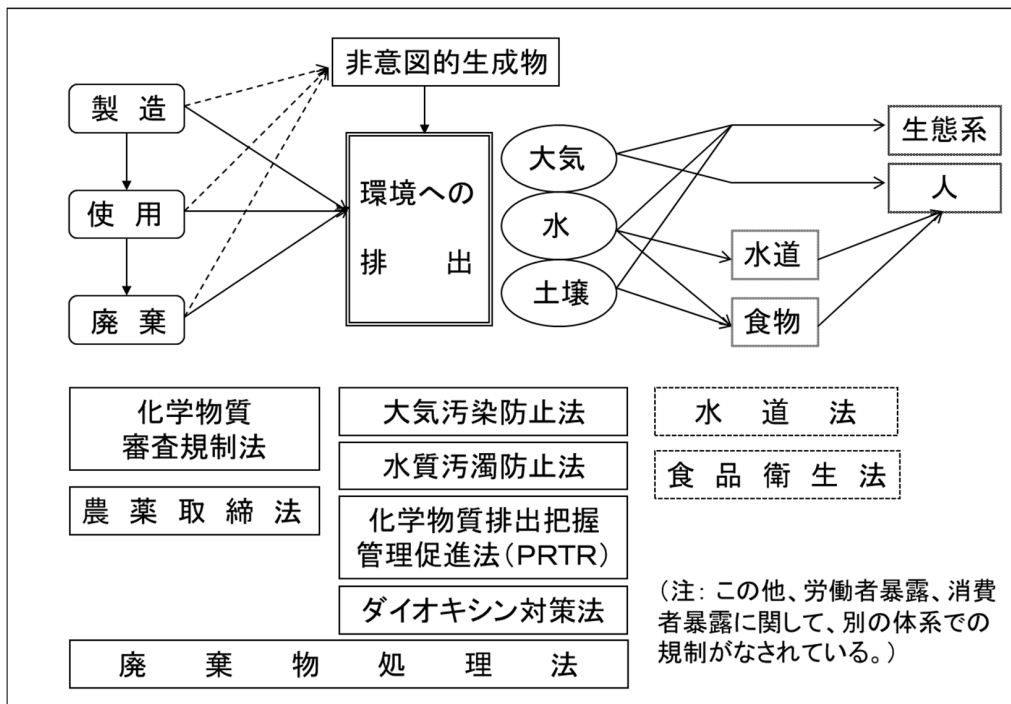 非意図的生成物
製造
使用
廃棄
環境への
排出
大気
水
土壌
生態系
人
水道
食物
化学物質
審査規制法
農薬取締法
大気汚染防止法
水質汚濁防止法
化学物質排出把握
管理促進法（PRTR）
ダイオキシン対策法
廃棄物処理法
水道法
食品衛生法
（注：この他、労働者暴露、消費
者暴露に関して、別の体系での
規制がなされている。）